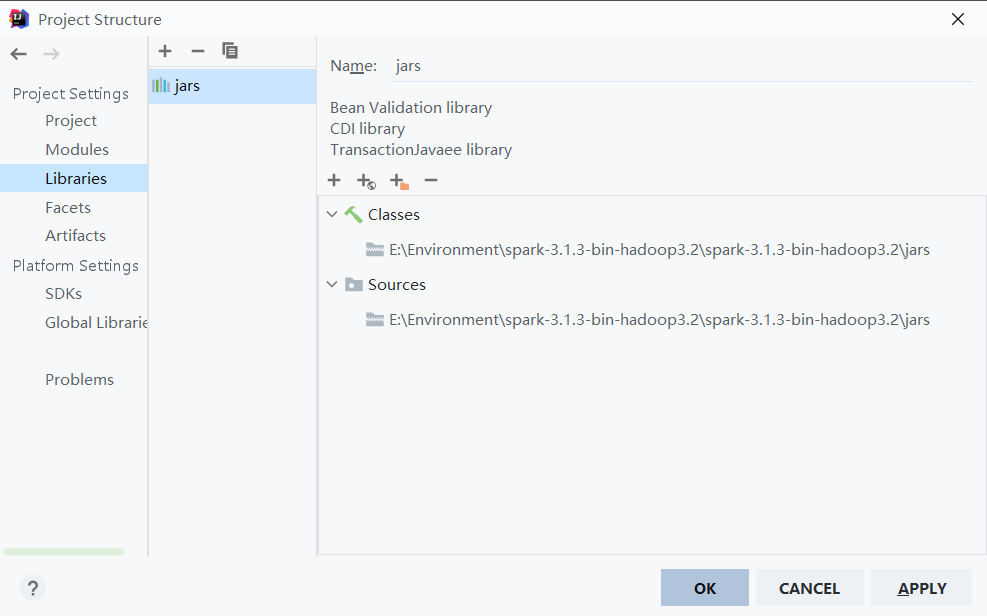 Project Structure
Project Settings
Project
Modules
Libraries
Facets
Artifacts
Platform Settings
SDKs
Global Librarie
Problems
jars
Name: jars
Bean Validation library
CDI library
TransactionJavaee library
Classes
E:\Environment\spark-3.1.3-bin-hadoop3.2\spark-3.1.3-bin-hadoop3.2\jars
Sources
E:\Environment\spark-3.1.3-bin-hadoop3.2\spark-3.1.3-bin-hadoop3.2\jars
?
OK
CANCEL
APPLY